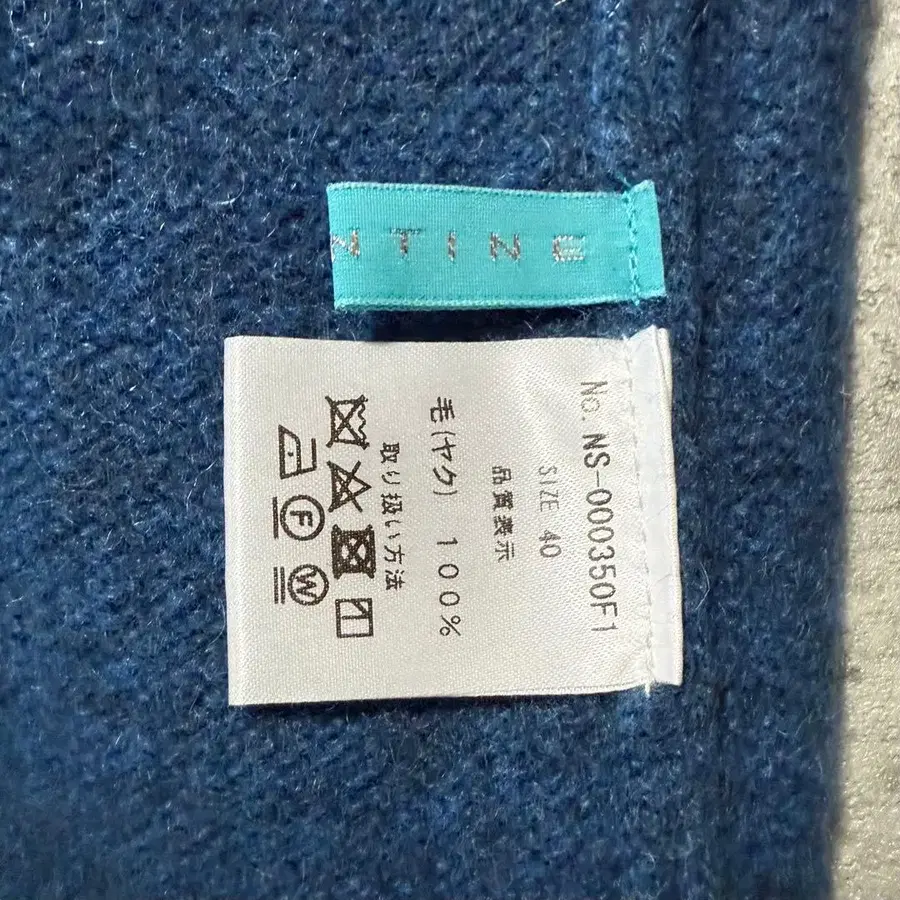 NTINE
No. NS-000350F1
SIZE 40
品質表示
毛(ヤク) 100%
取り扱い方法
F W